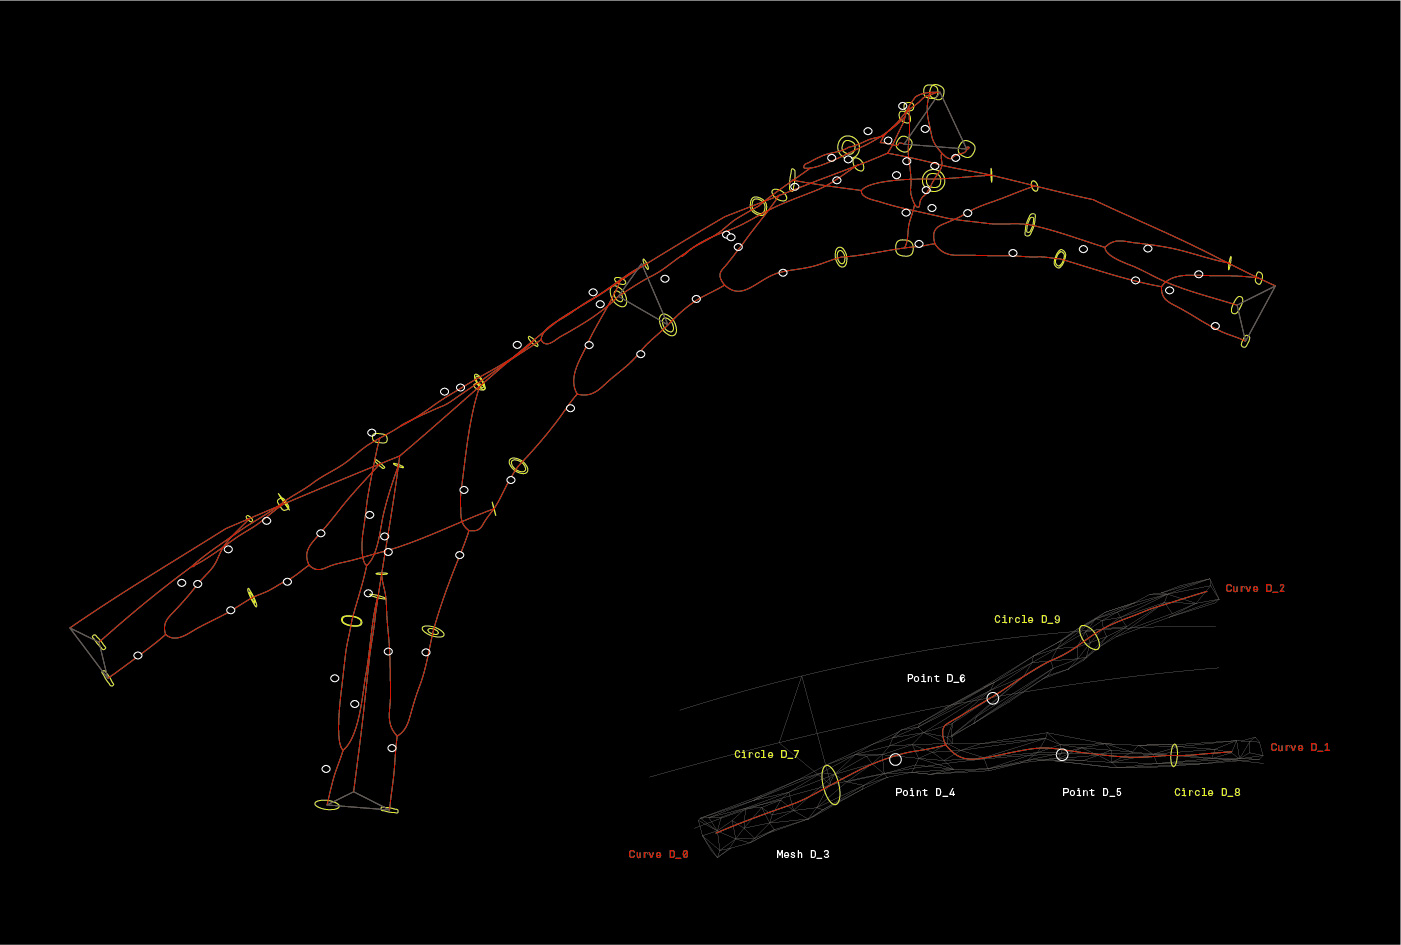 Curve D_2
Circle D_9
Point D_6
Circle D_7
Curve D_1
Point D_4
Point D_5
Circle D_8
Curve D_0
Mesh D_3